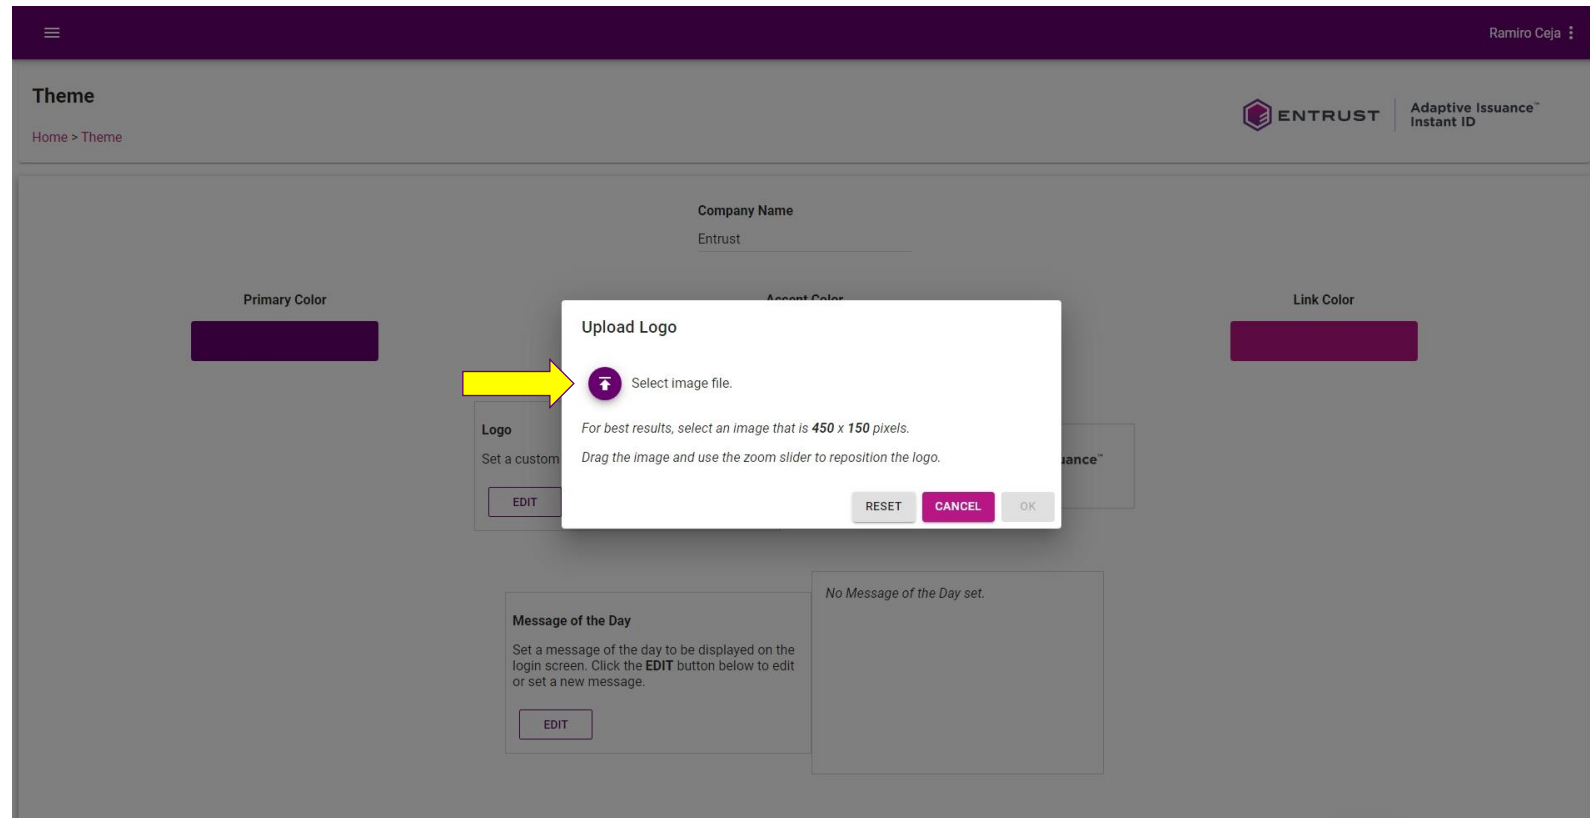 Ramiro Ceja
Theme
Home > Theme
ENTRUST
Adaptive Issuance™
Instant ID
Company Name
Entrust
Primary Color
Accent Color
Link Color
Upload Logo
Select image file.
For best results, select an image that is 450 x 150 pixels.
Drag the image and use the zoom slider to reposition the logo.
RESET CANCEL OK
Logo
Set a custom
EDIT
No Message of the Day set.
Message of the Day
Set a message of the day to be displayed on the
login screen. Click the EDIT button below to edit
or set a new message.
EDIT